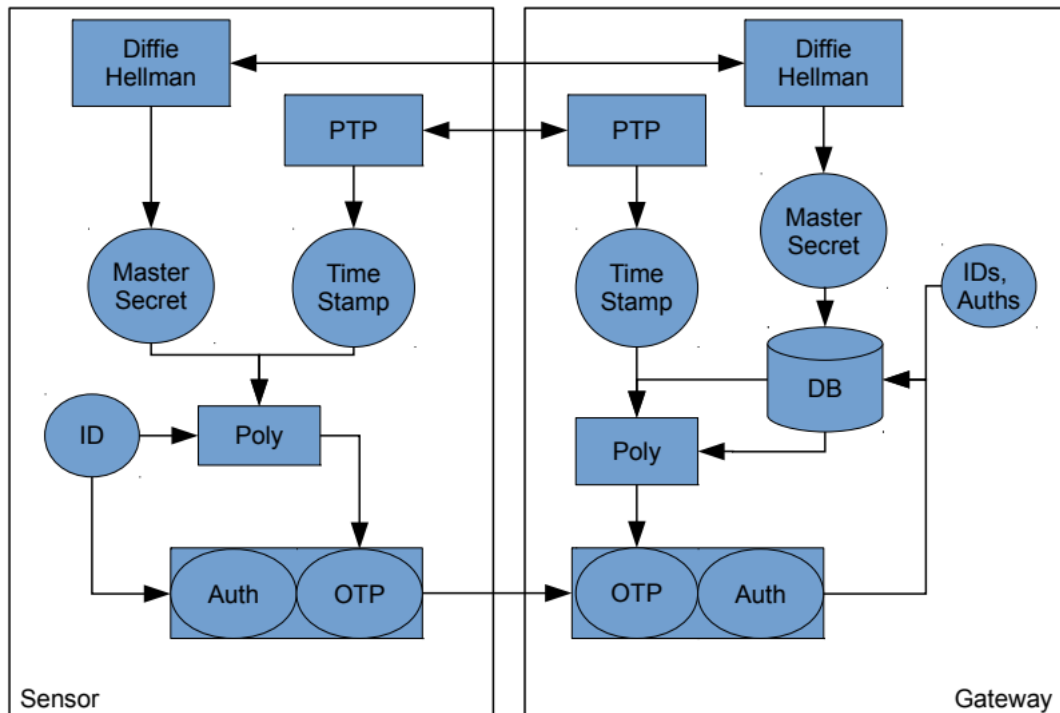 Diffie
Hellman
PTP
Master
Secret
Time
Stamp
ID
Poly
Auth
OTP
Sensor
Diffie
Hellman
PTP
Master
Secret
Time
Stamp
IDs,
Auths
DB
Poly
OTP
Auth
Gateway